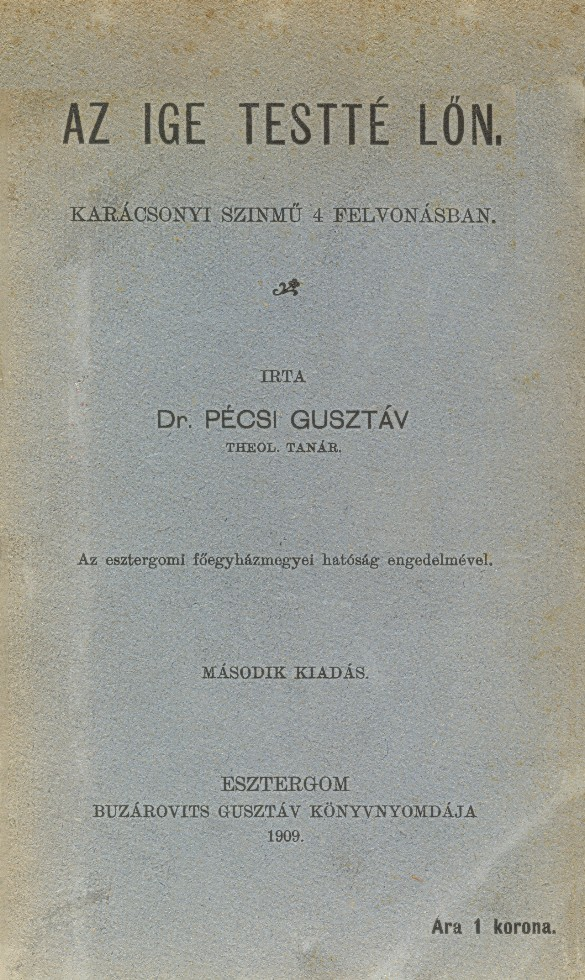 AZ IGE TESTTÉ LŐN.
KARÁCSONYI SZINMŰ 4 FELVONÁSBAN.
IRTA
Dr. PÉCSI GUSZTÁV
THEOL. TANÁR.
Az esztergomi főegyházmegyei hatóság engedelmével.
MÁSODIK KIADÁS.
ESZTERGOM
BUZÁROVITS GUSZTÁV KÖNYVNYOMDÁJA
1909.
Ára 1 korona.